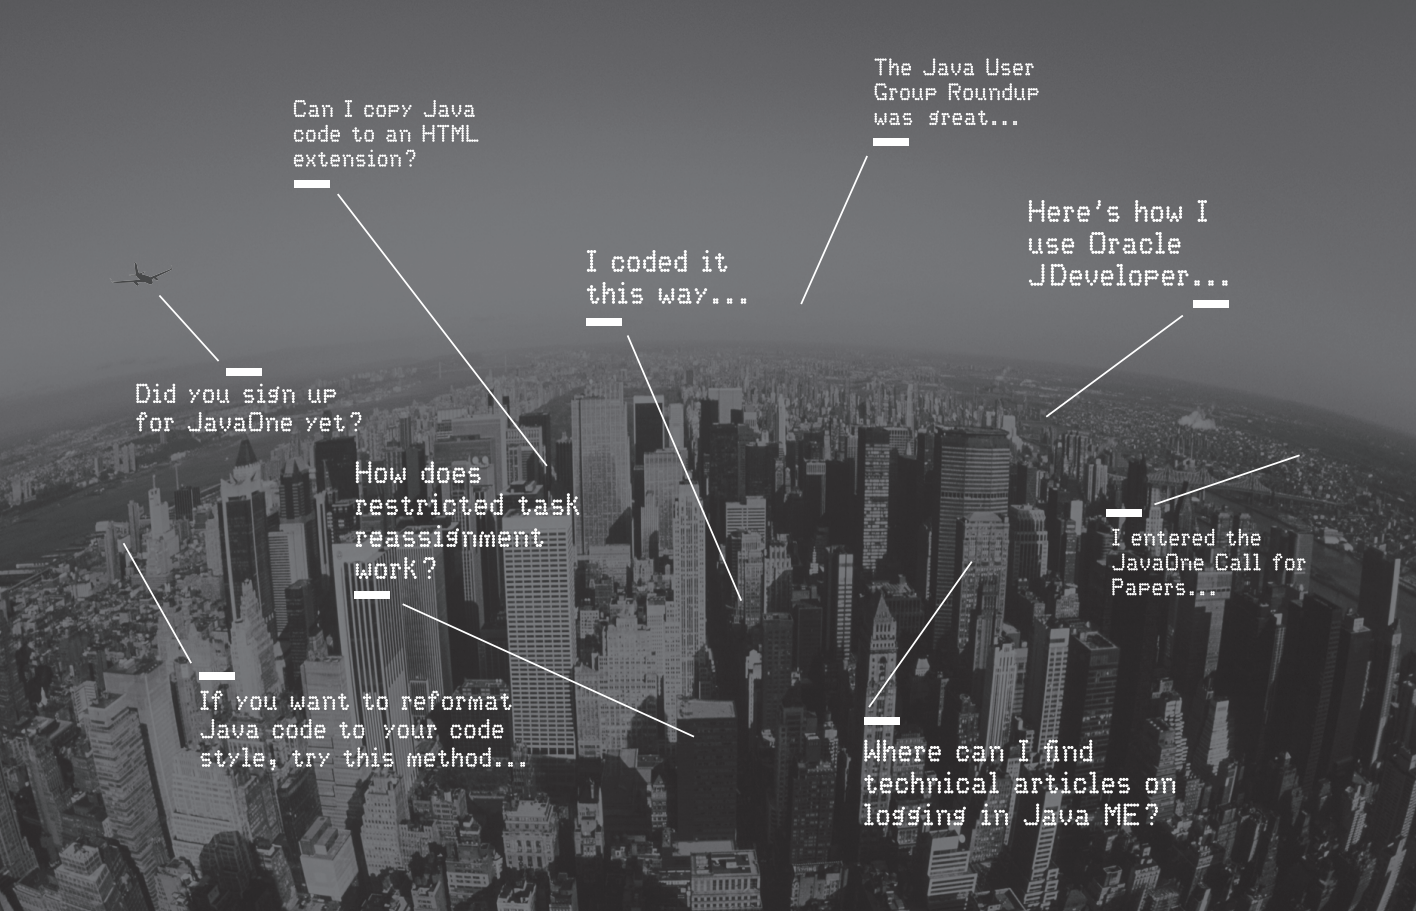 The Java User
Group Roundup
was great...
Can I copy Java
code to an HTML
extension?
Here's how I
use Oracle
JDeveloper...
I coded it
this way...
Did you sign up
for JavaOne yet?
How does
restricted task
reassignment
work?
I entered the
JavaOne Call for
Papers...
If you want to reformat
Java code to your code
style, try this method...
Where can I find
technical articles on
logging in Java ME?